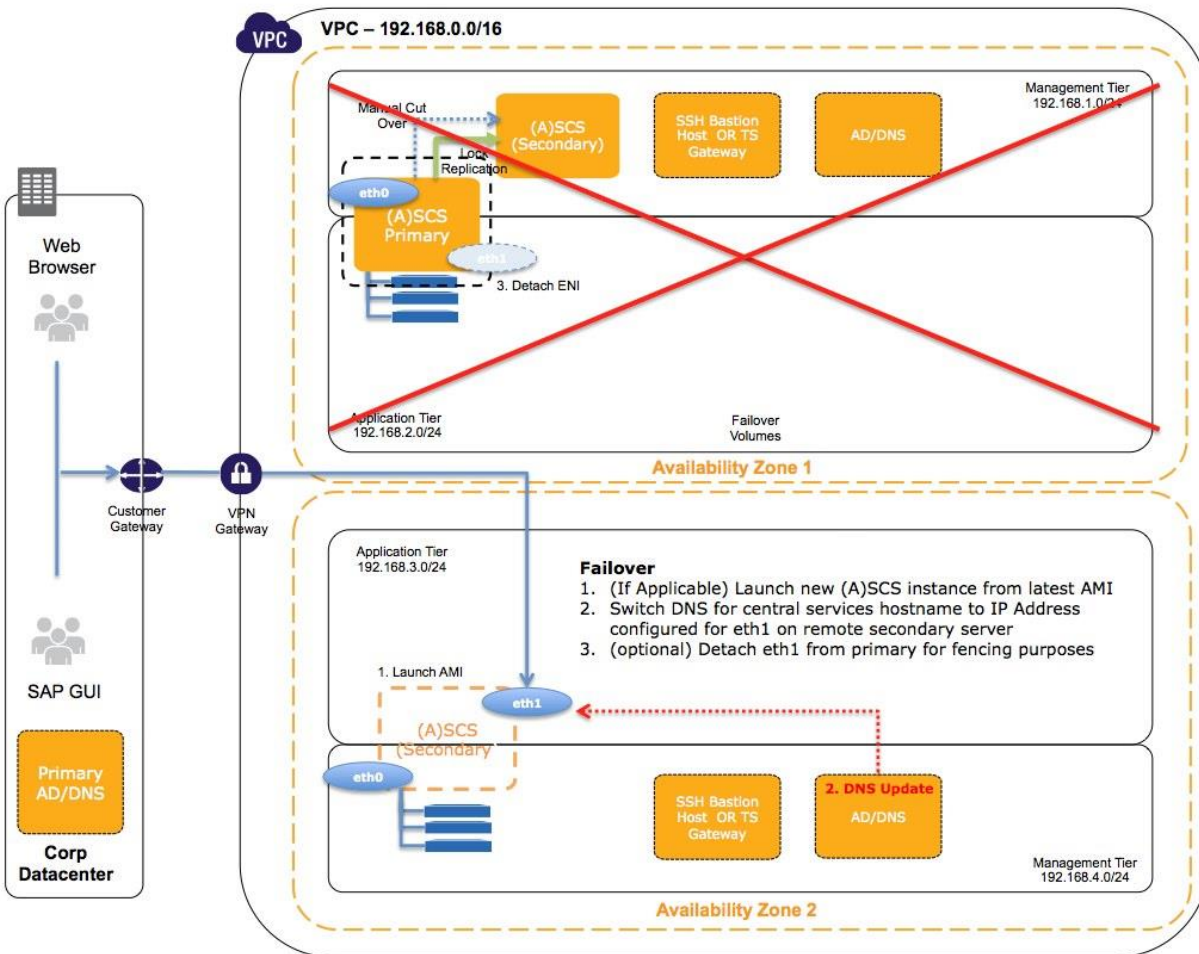 VPC
VPC – 192.168.0.0/16
Management Tier
192.168.1.0/24
Manual Cut
Over
(A)SCS
(Secondary)
SSH Bastion
Host OR TS
Gateway
AD/DNS
Lock
Replication
eth0
(A)SCS
Primary
eth1
3. Detach ENI
Application Tier
192.168.2.0/24
Failover
Volumes
Availability Zone 1
Web
Browser
Customer
Gateway
VPN
Gateway
SAP GUI
Primary
AD/DNS
Corp
Datacenter
Application Tier
192.168.3.0/24
Failover
1. (If Applicable) Launch new (A)SCS instance from latest AMI
2. Switch DNS for central services hostname to IP Address
configured for eth1 on remote secondary server
3. (optional) Detach eth1 from primary for fencing purposes
1. Launch AMI
eth1
(A)SCS
(Secondary
eth0
SSH Bastion
Host OR TS
Gateway
2. DNS Update
AD/DNS
Management Tier
192.168.4.0/24
Availability Zone 2